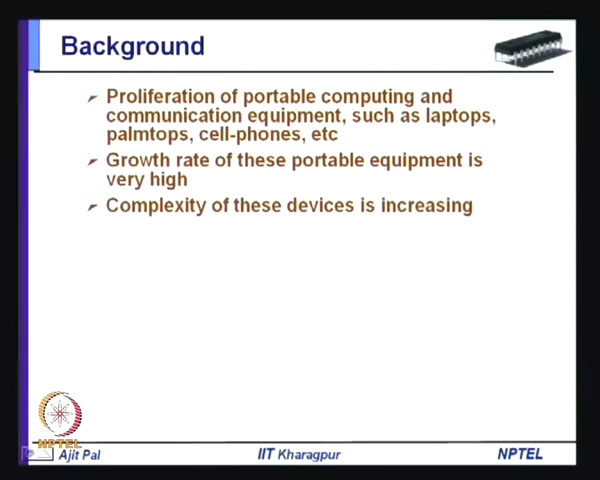 Background
Proliferation of portable computing and
communication equipment, such as laptops,
palmtops, cell-phones, etc
Growth rate of these portable equipment is
very high
Complexity of these devices is increasing
NPTEL
Ajit Pal
IIT Kharagpur
NPTEL